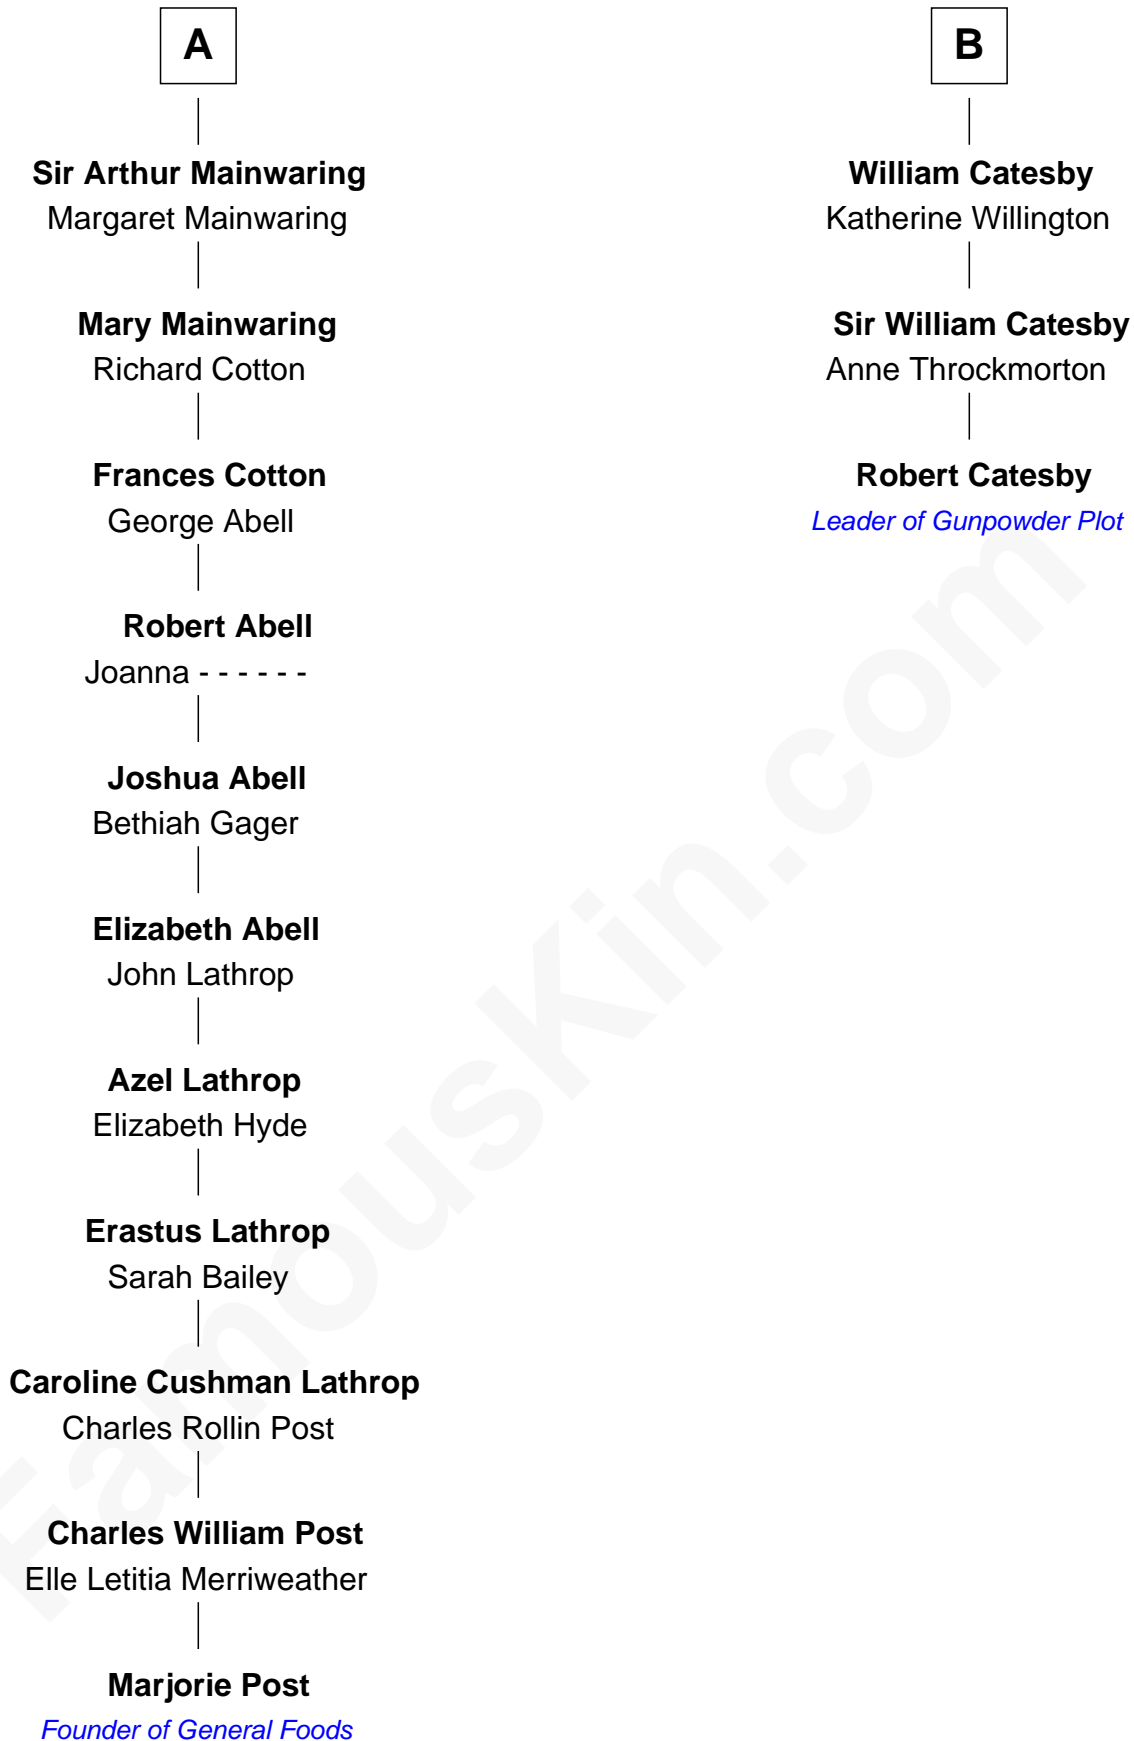 A
Sir Arthur Mainwaring
Margaret Mainwaring
Mary Mainwaring
Richard Cotton
Frances Cotton
George Abell
Robert Abell
Joanna - - - - - -
Joshua Abell
Bethiah Gager
Elizabeth Abell
John Lathrop
Azel Lathrop
Elizabeth Hyde
Erastus Lathrop
Sarah Bailey
Caroline Cushman Lathrop
Charles Rollin Post
Charles William Post
Elle Letitia Merriweather
Marjorie Post
Founder of General Foods
B
William Catesby
Katherine Willington
Sir William Catesby
Anne Throckmorton
Robert Catesby
Leader of Gunpowder Plot
FamousKin.com